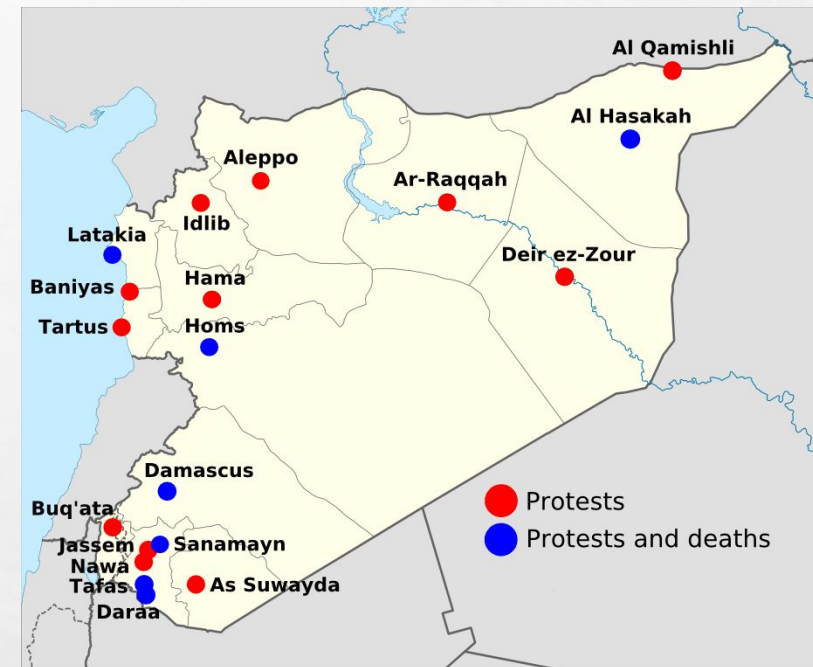 Al Qamishli
Al Hasakah
Aleppo
Ar-Raqqah
Idlib
Latakia
Deir ez-Zour
Baniyas
Hama
Tartus
Homs
Damascus
Buq'ata
Protests
Protests and deaths
Jassem
Sanamayn
Nawa
Tafas
As Suwayda
Daraa